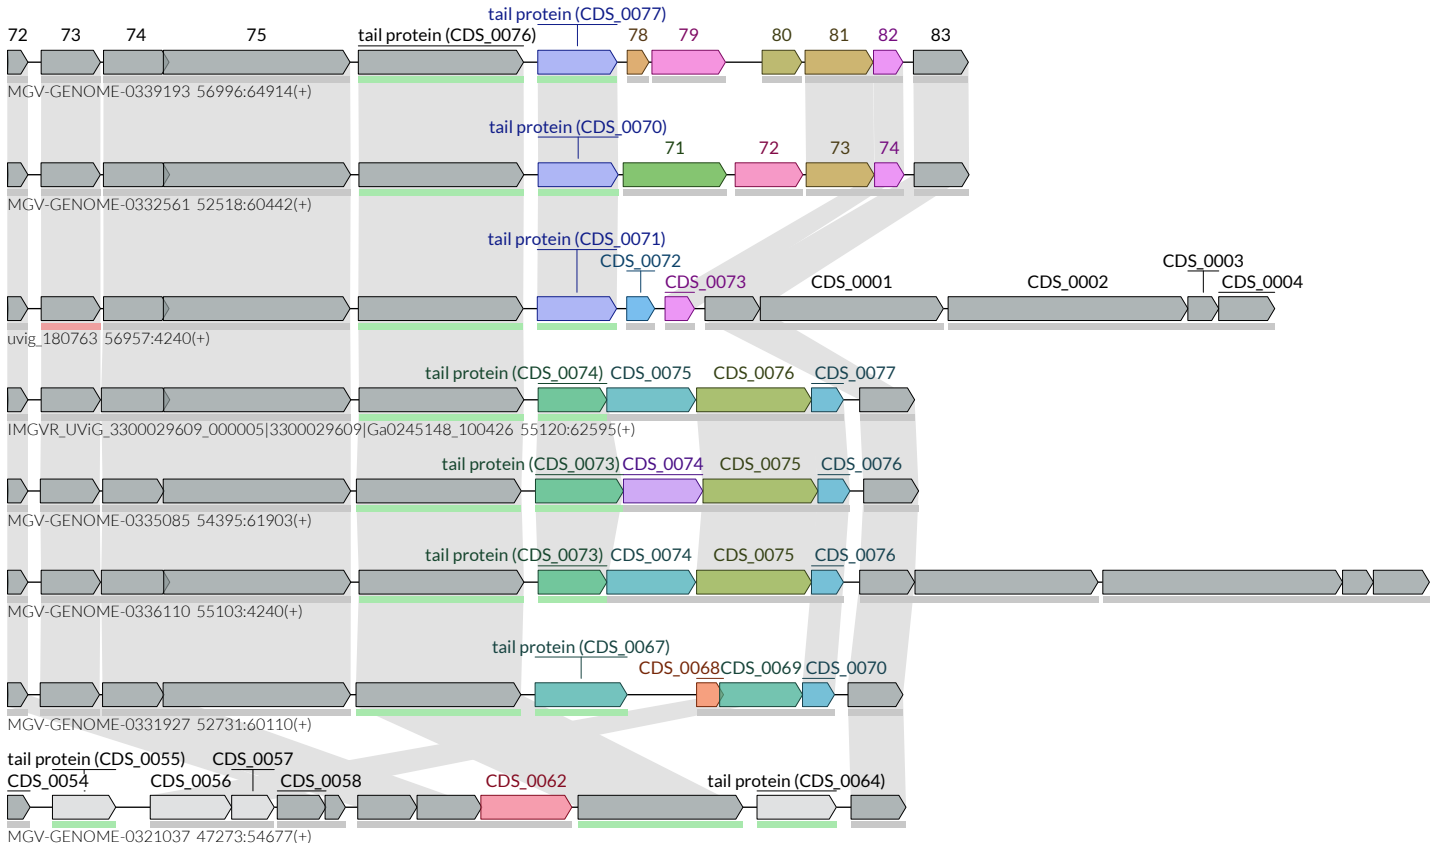 tail protein (CDS_0077)
72 73 74 75 tail protein (CDS_0076) 78 79 80 81 82 83
MGV-GENOME-0339193 56996:64914(+)
tail protein (CDS_0070)
71 72 73 74
MGV-GENOME-0332561 52518:60442(+)
tail protein (CDS_0071)
CDS_0072 CDS_0003
CDS_0073 CDS_0001 CDS_0002 CDS_0004
uvig_180763 56957:4240(+)
tail protein (CDS_0074) CDS_0075 CDS_0076 CDS_0077
IMGVR_UViG_3300029609_000005|3300029609|Ga0245148_100426 55120:62595(+)
tail protein (CDS_0073) CDS_0074 CDS_0075 CDS_0076
MGV-GENOME-0335085 54395:61903(+)
tail protein (CDS_0073) CDS_0074 CDS_0075 CDS_0076
MGV-GENOME-0336110 55103:4240(+)
tail protein (CDS_0067)
CDS_0068 CDS_0069 CDS_0070
MGV-GENOME-0331927 52731:60110(+)
tail protein (CDS_0055) CDS_0057
CDS_0054 CDS_0056 CDS_0058 CDS_0062 tail protein (CDS_0064)
MGV-GENOME-0321037 47273:54677(+)